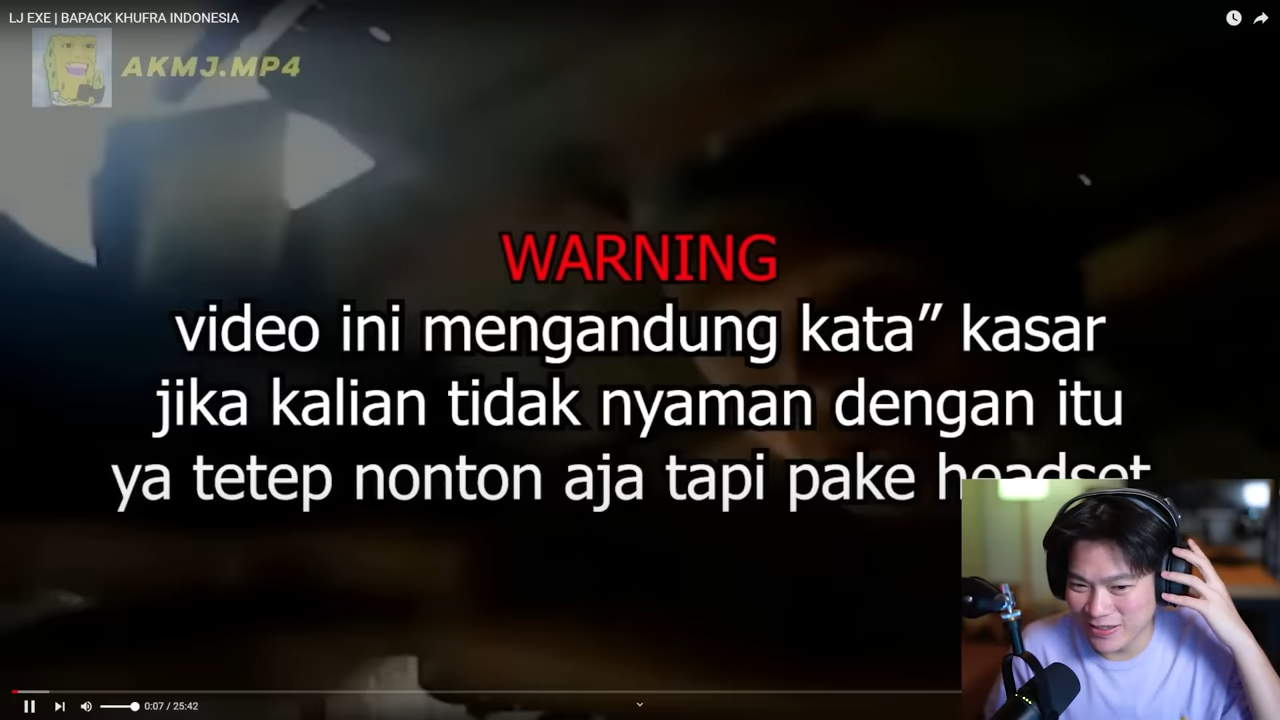 LJ EXE | BAPACK KHUFRA INDONESIA
AKMJ.MP4
WARNING
video ini mengandung kata” kasar
jika kalian tidak nyaman dengan itu
ya tetep nonton aja tapi pake headset
0:07 / 25:42